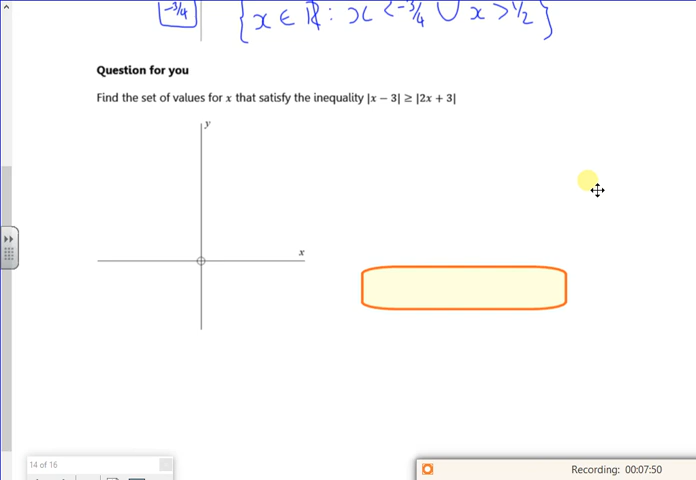 -3/4 { x ∈ ℝ : x < -3/4 ∪ x > 1/2 }
Question for you
Find the set of values for x that satisfy the inequality |x − 3| ≥ |2x + 3|
y
x
14 of 16
Recording: 00:07:50